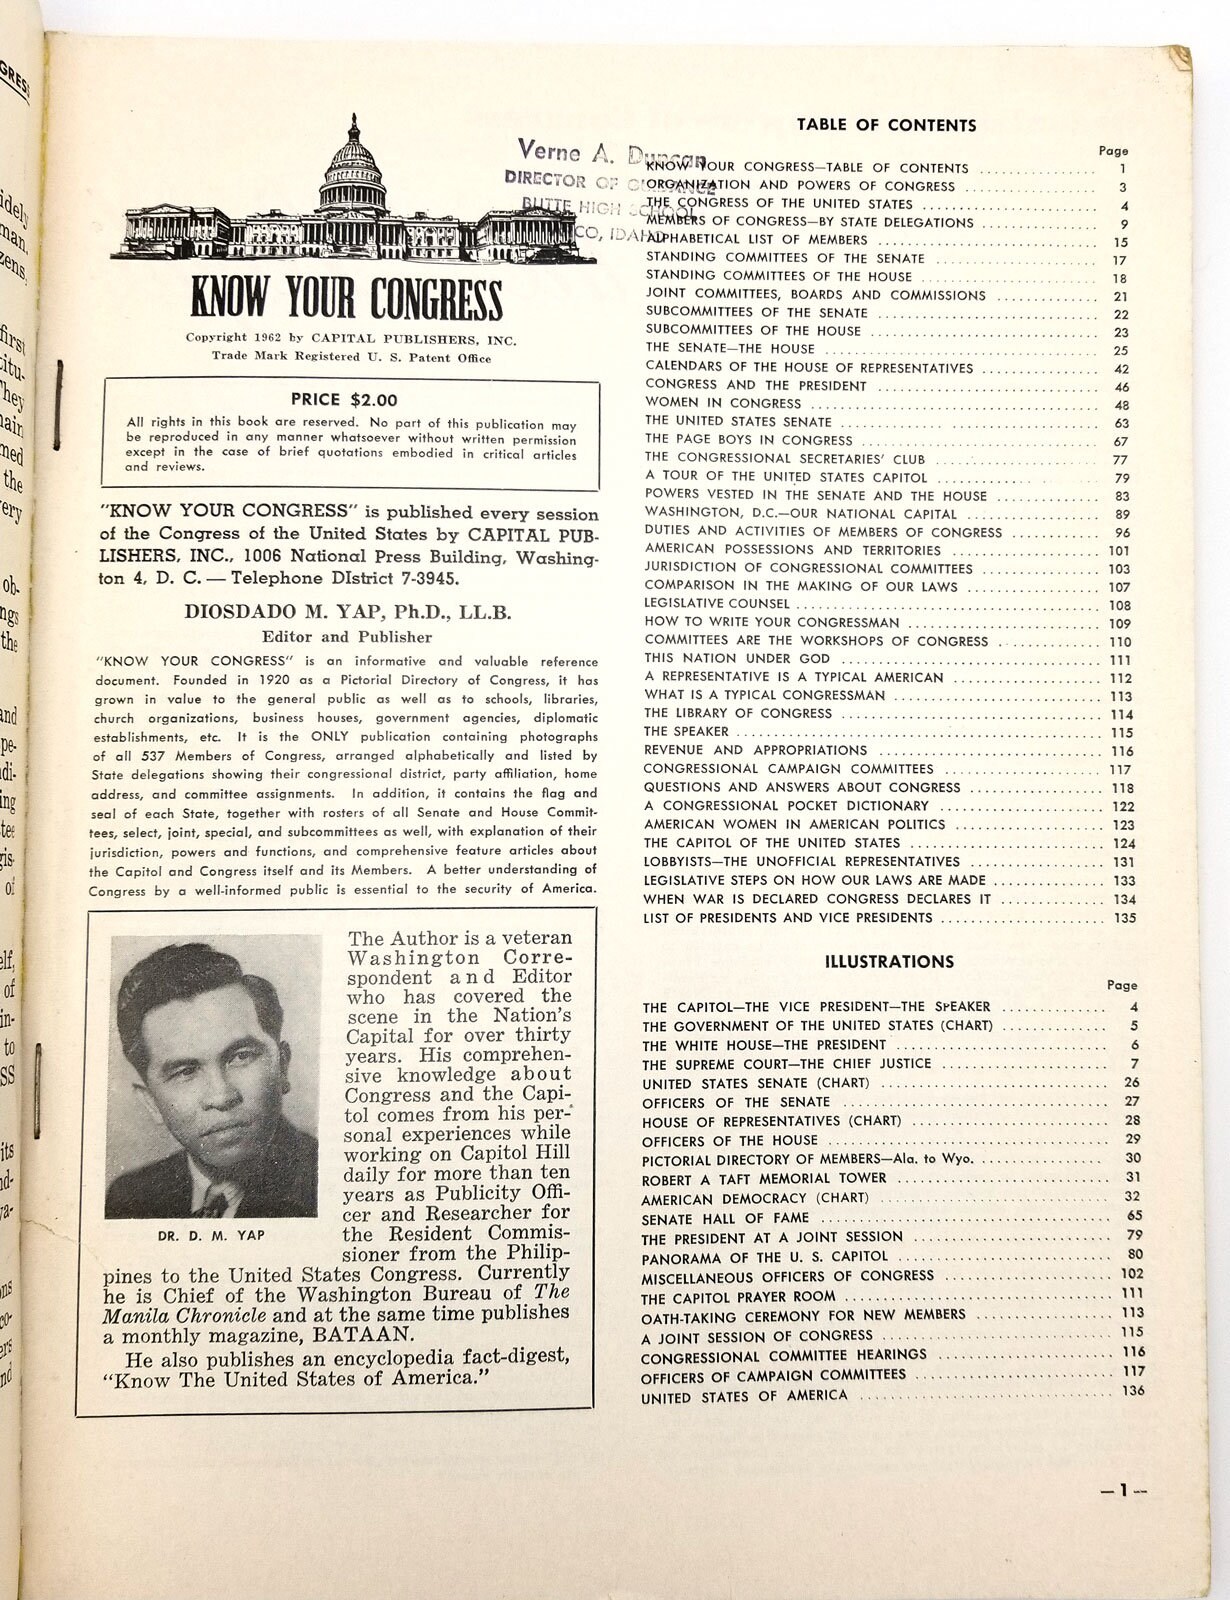 Verne A. Duncan
DIRECTOR OF GUIDANCE
BUTTE HIGH SCHOOL
CO, IDAHO
KNOW YOUR CONGRESS
Copyright 1962 by CAPITAL PUBLISHERS, INC.
Trade Mark Registered U. S. Patent Office
PRICE $2.00
All rights in this book are reserved. No part of this publication may
be reproduced in any manner whatsoever without written permission
except in the case of brief quotations embodied in critical articles
and reviews.
"KNOW YOUR CONGRESS" is published every session
of the Congress of the United States by CAPITAL PUB-
LISHERS, INC., 1006 National Press Building, Washing-
ton 4, D. C. — Telephone DIstrict 7-3945.
DIOSDADO M. YAP, Ph.D., LL.B.
Editor and Publisher
"KNOW YOUR CONGRESS" is an informative and valuable reference
document. Founded in 1920 as a Pictorial Directory of Congress, it has
grown in value to the general public as well as to schools, libraries,
church organizations, business houses, government agencies, diplomatic
establishments, etc. It is the ONLY publication containing photographs
of all 537 Members of Congress, arranged alphabetically and listed by
State delegations showing their congressional district, party affiliation, home
address, and committee assignments. In addition, it contains the flag and
seal of each State, together with rosters of all Senate and House Commit-
tees, select, joint, special, and subcommittees as well, with explanation of their
jurisdiction, powers and functions, and comprehensive feature articles about
the Capitol and Congress itself and its Members. A better understanding of
Congress by a well-informed public is essential to the security of America.
The Author is a veteran
Washington Corre-
spondent and Editor
who has covered the
scene in the Nation's
Capital for over thirty
years. His comprehen-
sive knowledge about
Congress and the Capi-
tol comes from his per-
sonal experiences while
working on Capitol Hill
daily for more than ten
years as Publicity Offi-
cer and Researcher for
the Resident Commis-
sioner from the Philip-
DR. D. M. YAP
pines to the United States Congress. Currently
he is Chief of the Washington Bureau of The
Manila Chronicle and at the same time publishes
a monthly magazine, BATAAN.
He also publishes an encyclopedia fact-digest,
"Know The United States of America."
TABLE OF CONTENTS
Page
KNOW YOUR CONGRESS—TABLE OF CONTENTS 1
ORGANIZATION AND POWERS OF CONGRESS 3
THE CONGRESS OF THE UNITED STATES 4
MEMBERS OF CONGRESS—BY STATE DELEGATIONS 9
ALPHABETICAL LIST OF MEMBERS 15
STANDING COMMITTEES OF THE SENATE 17
STANDING COMMITTEES OF THE HOUSE 18
JOINT COMMITTEES, BOARDS AND COMMISSIONS 21
SUBCOMMITTEES OF THE SENATE 22
SUBCOMMITTEES OF THE HOUSE 23
THE SENATE—THE HOUSE 25
CALENDARS OF THE HOUSE OF REPRESENTATIVES 42
CONGRESS AND THE PRESIDENT 46
WOMEN IN CONGRESS 48
THE UNITED STATES SENATE 63
THE PAGE BOYS IN CONGRESS 67
THE CONGRESSIONAL SECRETARIES' CLUB 77
A TOUR OF THE UNITED STATES CAPITOL 79
POWERS VESTED IN THE SENATE AND THE HOUSE 83
WASHINGTON, D.C.—OUR NATIONAL CAPITAL 89
DUTIES AND ACTIVITIES OF MEMBERS OF CONGRESS 96
AMERICAN POSSESSIONS AND TERRITORIES 101
JURISDICTION OF CONGRESSIONAL COMMITTEES 103
COMPARISON IN THE MAKING OF OUR LAWS 107
LEGISLATIVE COUNSEL 108
HOW TO WRITE YOUR CONGRESSMAN 109
COMMITTEES ARE THE WORKSHOPS OF CONGRESS 110
THIS NATION UNDER GOD 111
A REPRESENTATIVE IS A TYPICAL AMERICAN 112
WHAT IS A TYPICAL CONGRESSMAN 113
THE LIBRARY OF CONGRESS 114
THE SPEAKER 115
REVENUE AND APPROPRIATIONS 116
CONGRESSIONAL CAMPAIGN COMMITTEES 117
QUESTIONS AND ANSWERS ABOUT CONGRESS 118
A CONGRESSIONAL POCKET DICTIONARY 122
AMERICAN WOMEN IN AMERICAN POLITICS 123
THE CAPITOL OF THE UNITED STATES 124
LOBBYISTS—THE UNOFFICIAL REPRESENTATIVES 131
LEGISLATIVE STEPS ON HOW OUR LAWS ARE MADE 133
WHEN WAR IS DECLARED CONGRESS DECLARES IT 134
LIST OF PRESIDENTS AND VICE PRESIDENTS 135
ILLUSTRATIONS
Page
THE CAPITOL—THE VICE PRESIDENT—THE SPEAKER 4
THE GOVERNMENT OF THE UNITED STATES (CHART) 5
THE WHITE HOUSE—THE PRESIDENT 6
THE SUPREME COURT—THE CHIEF JUSTICE 7
UNITED STATES SENATE (CHART) 26
OFFICERS OF THE SENATE 27
HOUSE OF REPRESENTATIVES (CHART) 28
OFFICERS OF THE HOUSE 29
PICTORIAL DIRECTORY OF MEMBERS—Ala. to Wyo. 30
ROBERT A TAFT MEMORIAL TOWER 31
AMERICAN DEMOCRACY (CHART) 32
SENATE HALL OF FAME 65
THE PRESIDENT AT A JOINT SESSION 79
PANORAMA OF THE U. S. CAPITOL 80
MISCELLANEOUS OFFICERS OF CONGRESS 102
THE CAPITOL PRAYER ROOM 111
OATH-TAKING CEREMONY FOR NEW MEMBERS 113
A JOINT SESSION OF CONGRESS 115
CONGRESSIONAL COMMITTEE HEARINGS 116
OFFICERS OF CAMPAIGN COMMITTEES 117
UNITED STATES OF AMERICA 136
— 1 —